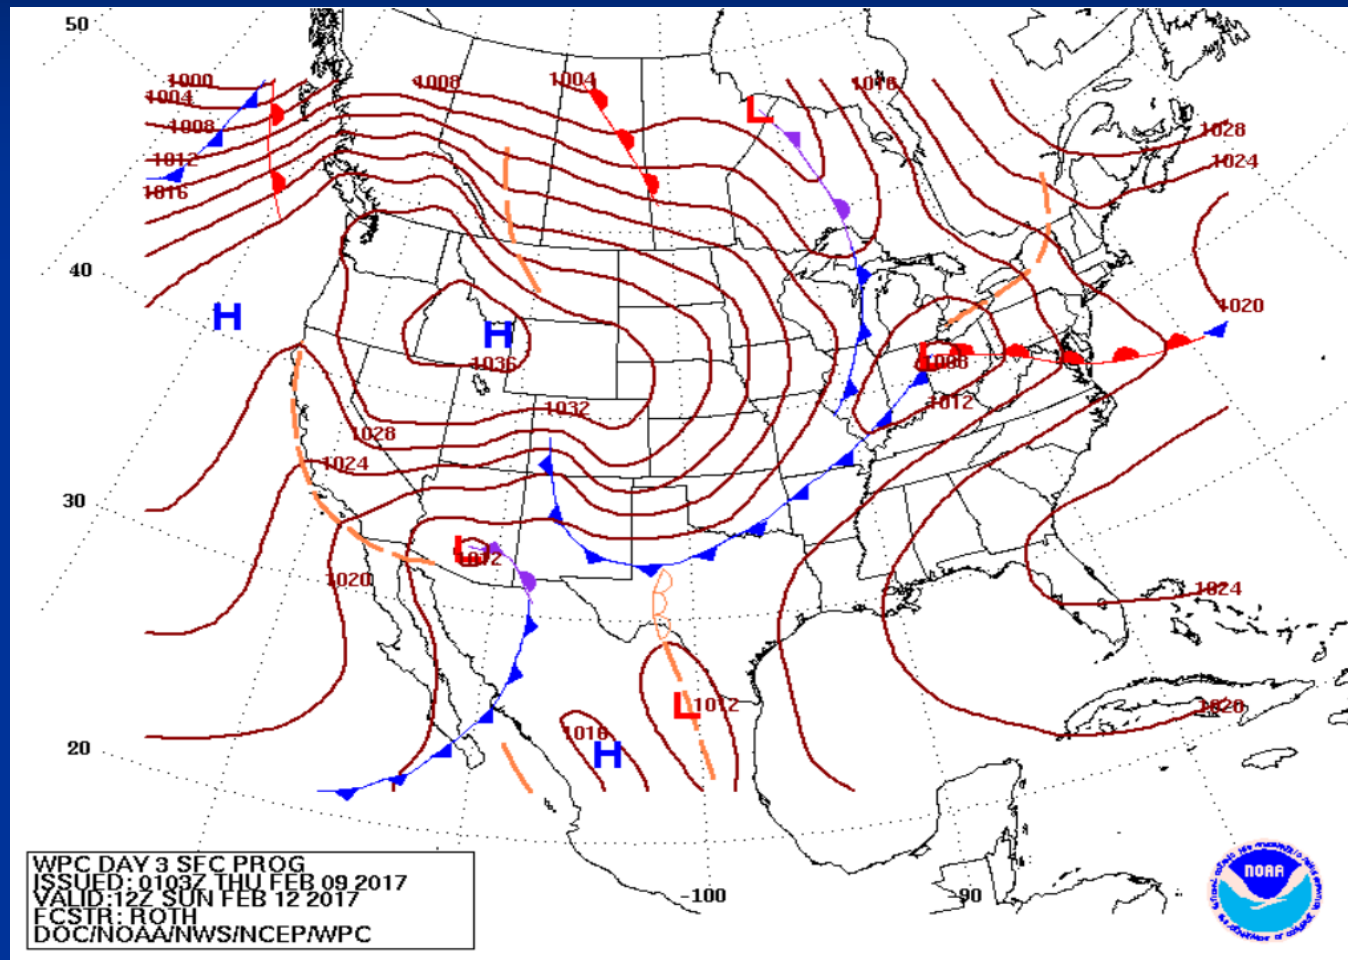 50
1000
1008
1004
1016
1004
1008
1028
L
1012
1024
1016
40
1020
H
H
L
1036
1008
1032
1012
1028
1024
30
L
1012
1020
1024
L
1012
1020
1016
H
20
-100
-90
WPC DAY 3 SFC PROG
ISSUED: 0103Z THU FEB 09 2017
VALID:12Z SUN FEB 12 2017
FCSTR: ROTH
DOC/NOAA/NWS/NCEP/WPC
NOAA